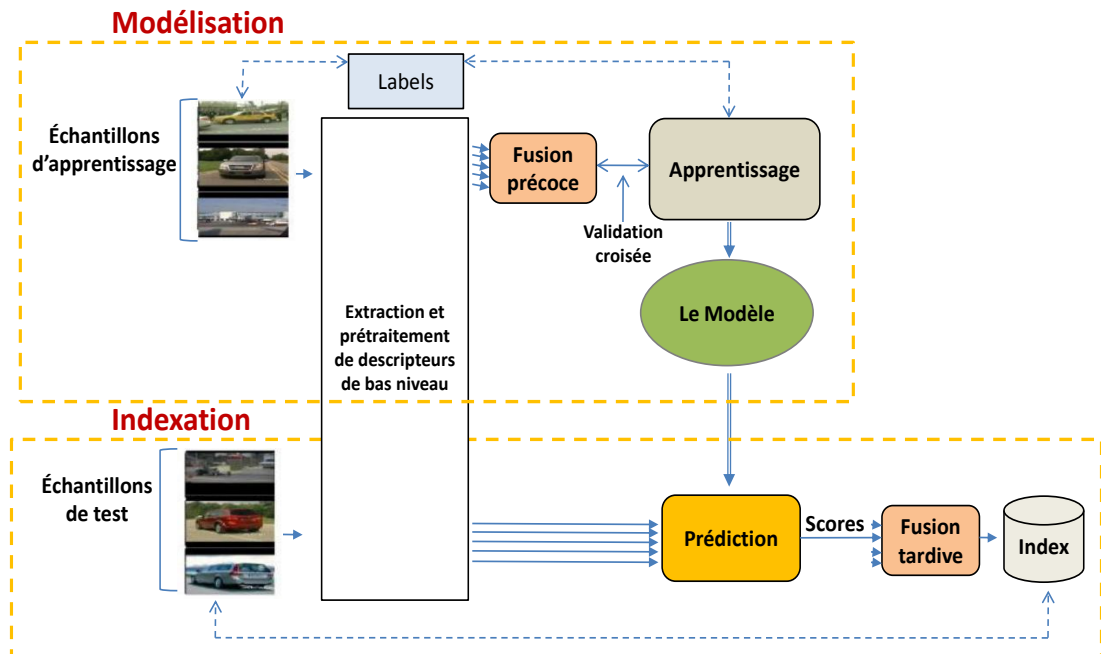 Modélisation
Labels
Échantillons
d'apprentissage
Fusion
précoce
Apprentissage
Validation
croisée
Le Modèle
Extraction et
prétraitement
de descripteurs
de bas niveau
Indexation
Échantillons
de test
Prédiction
Scores
Fusion
tardive
Index